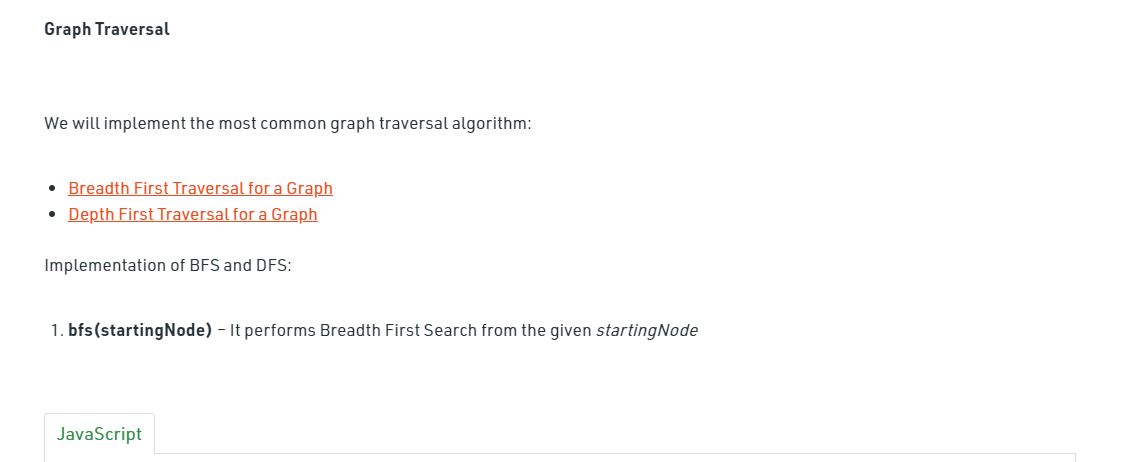 Graph Traversal
We will implement the most common graph traversal algorithm:
• Breadth First Traversal for a Graph
• Depth First Traversal for a Graph
Implementation of BFS and DFS:
1. bfs(startingNode) – It performs Breadth First Search from the given startingNode
JavaScript